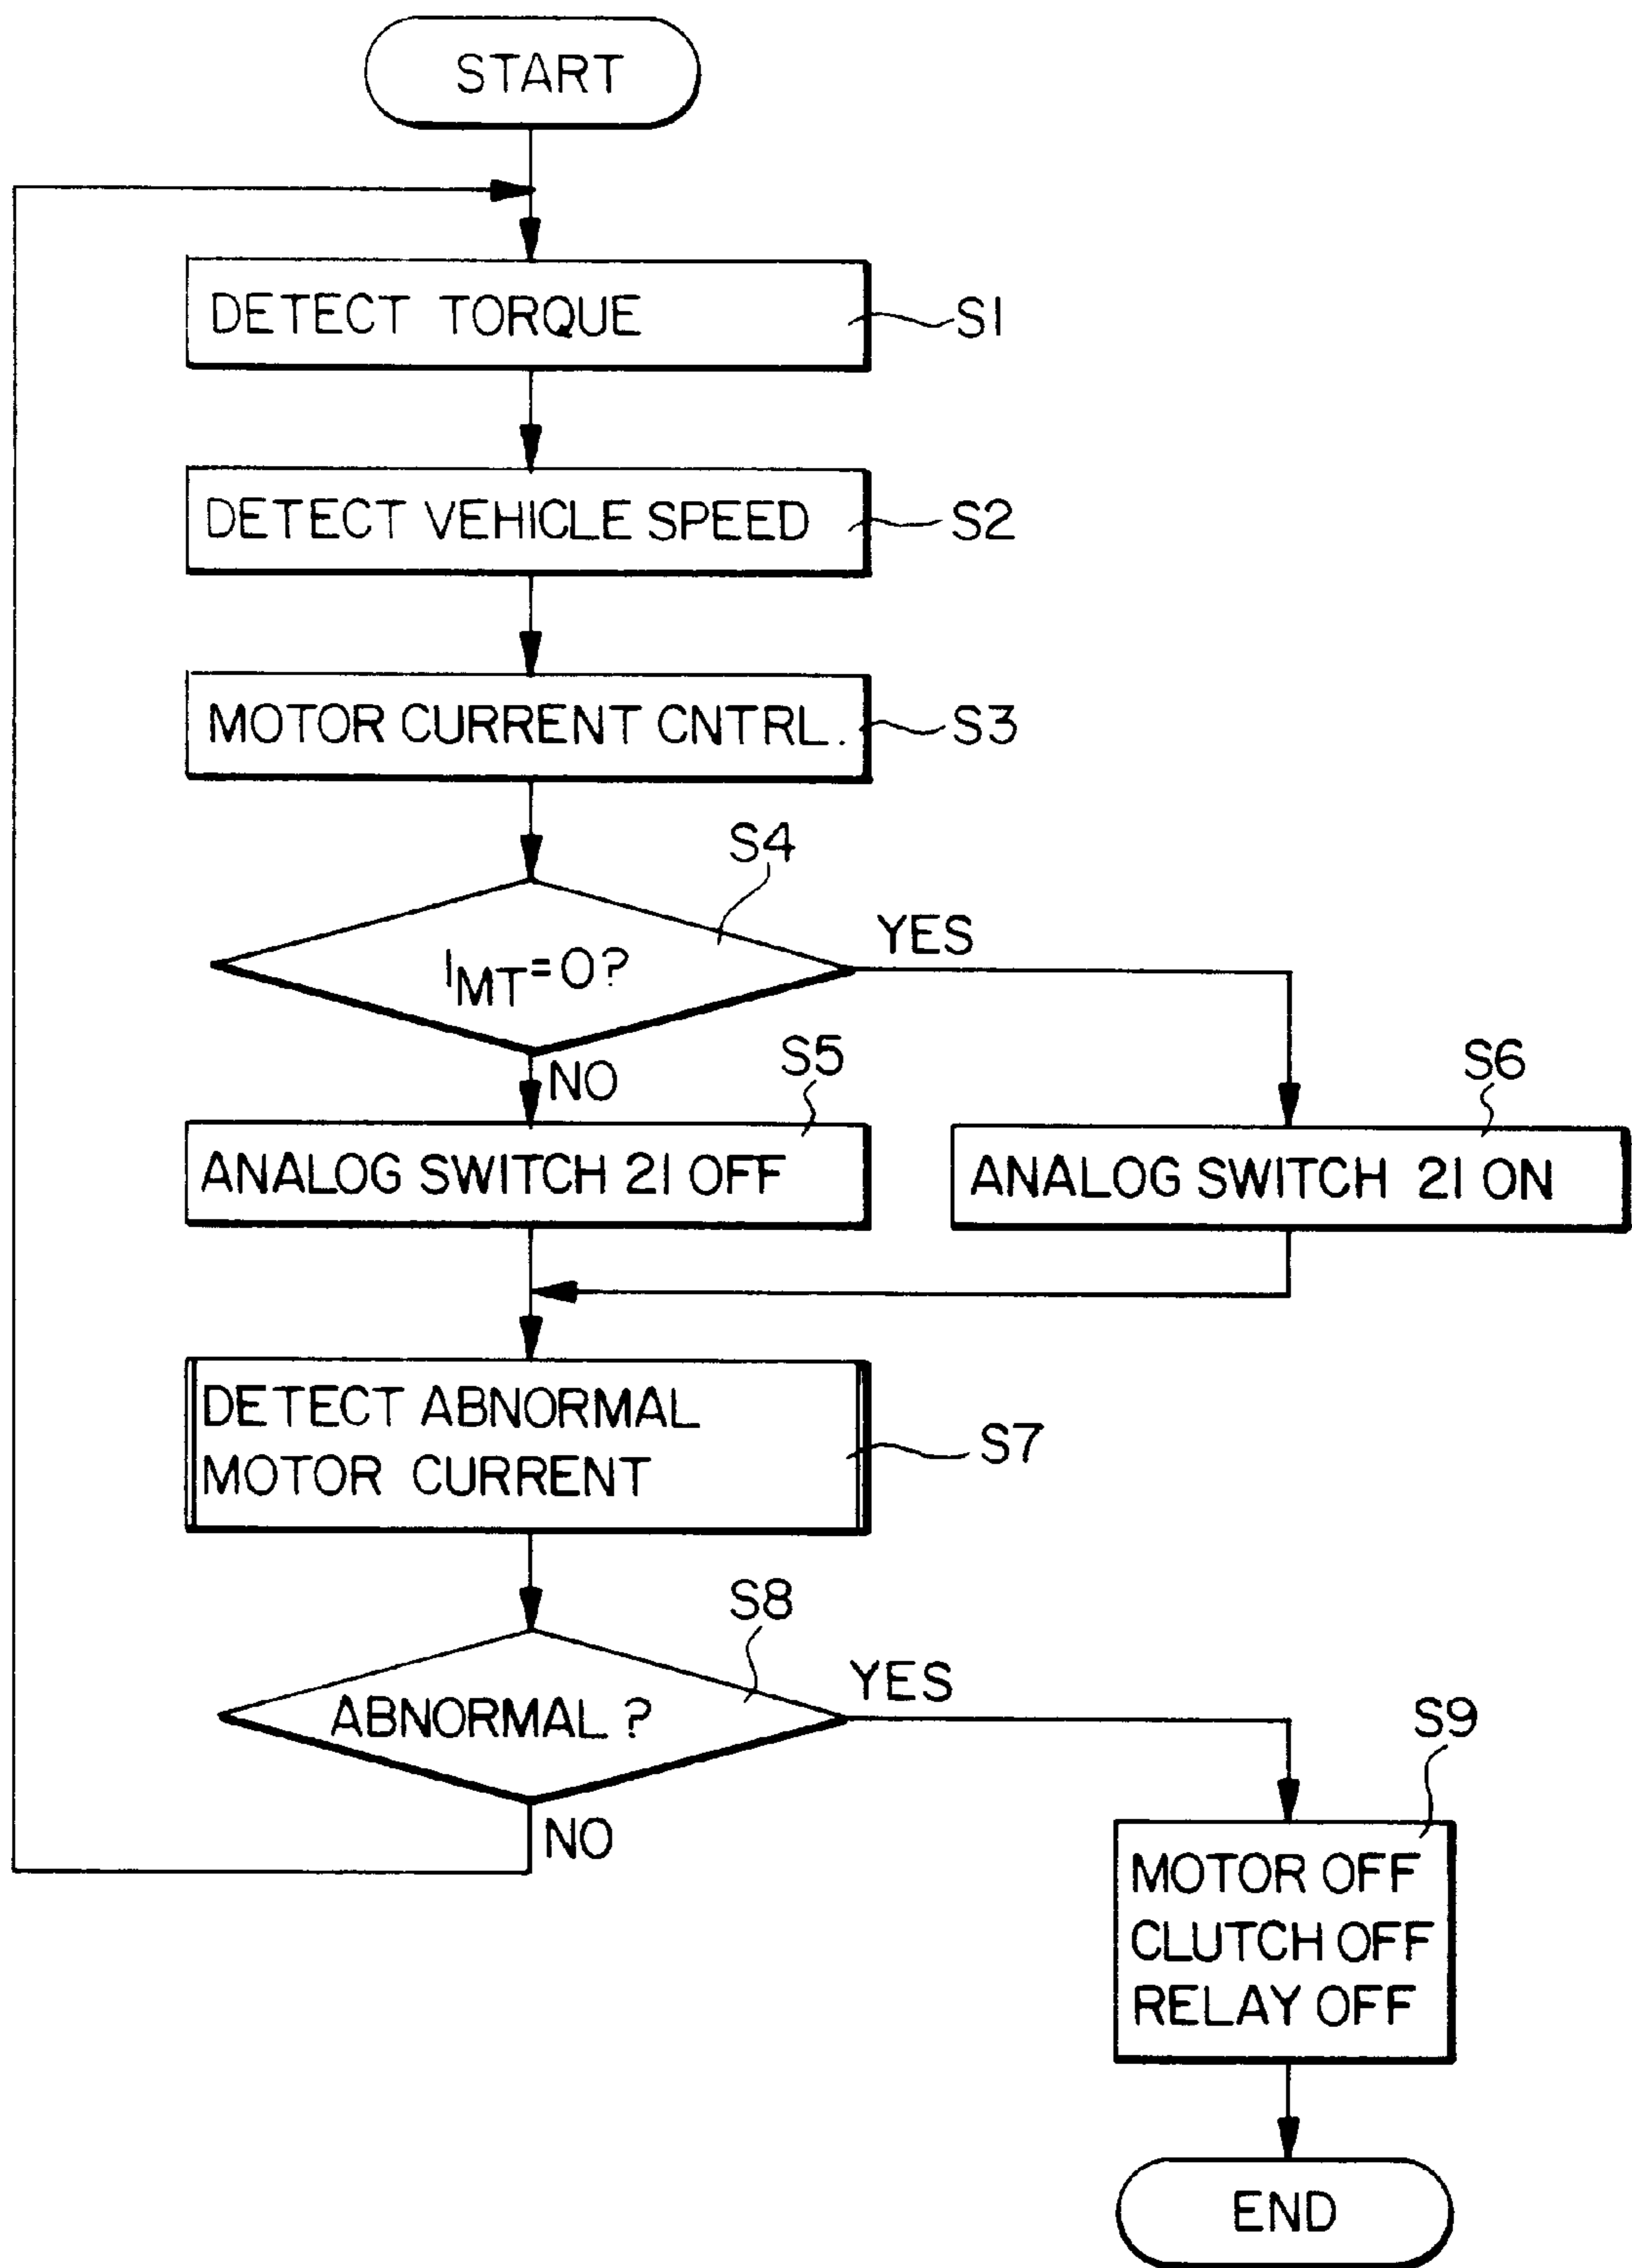 START
DETECT TORQUE
S1
DETECT VEHICLE SPEED
S2
MOTOR CURRENT CNTRL.
S3
S4
YES
IMT=0?
NO
S5
S6
ANALOG SWITCH 21 OFF
ANALOG SWITCH 21 ON
DETECT ABNORMAL
MOTOR CURRENT
S7
S8
YES
ABNORMAL?
NO
S9
MOTOR OFF
CLUTCH OFF
RELAY OFF
END